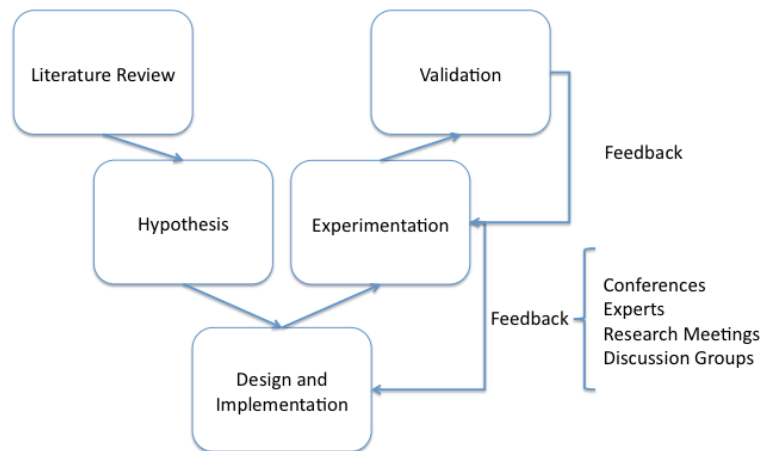 Literature Review
Validation
Feedback
Hypothesis
Experimentation
Feedback
Conferences
Experts
Research Meetings
Discussion Groups
Design and
Implementation